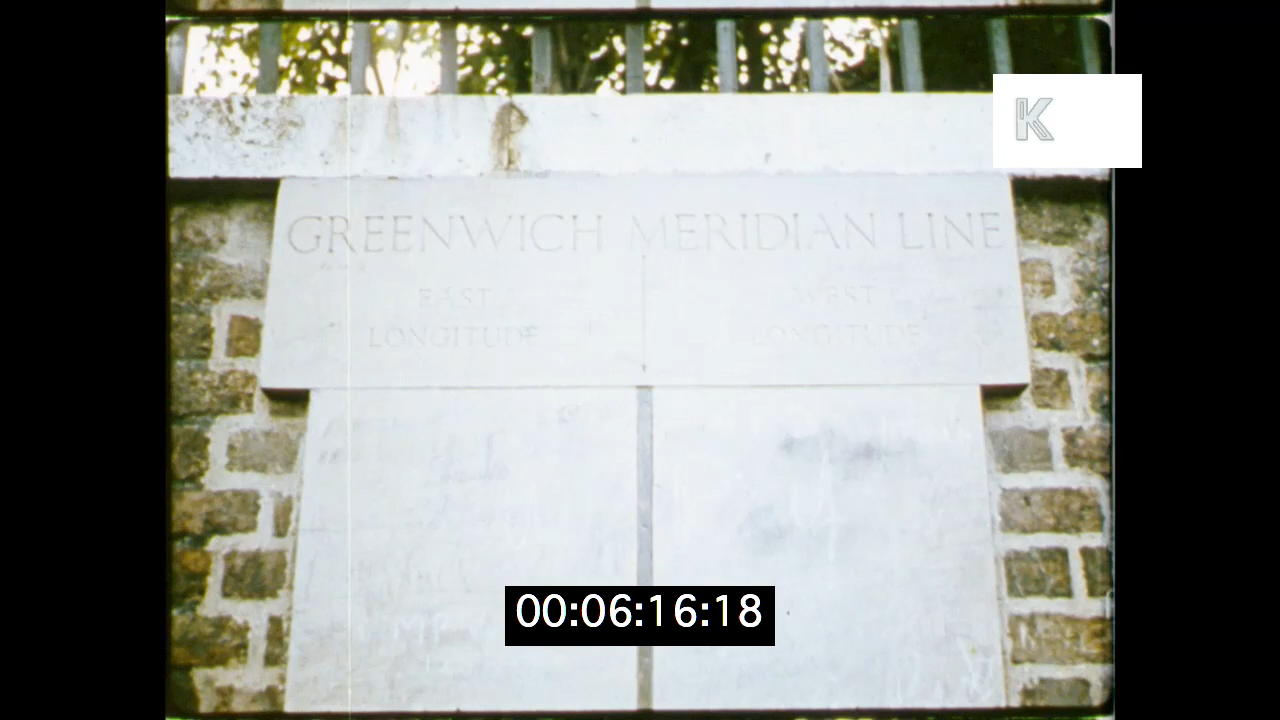 K
GREENWICH MERIDIAN LINE
EAST
LONGITUDE
WEST
LONGITUDE
00:06:16:18